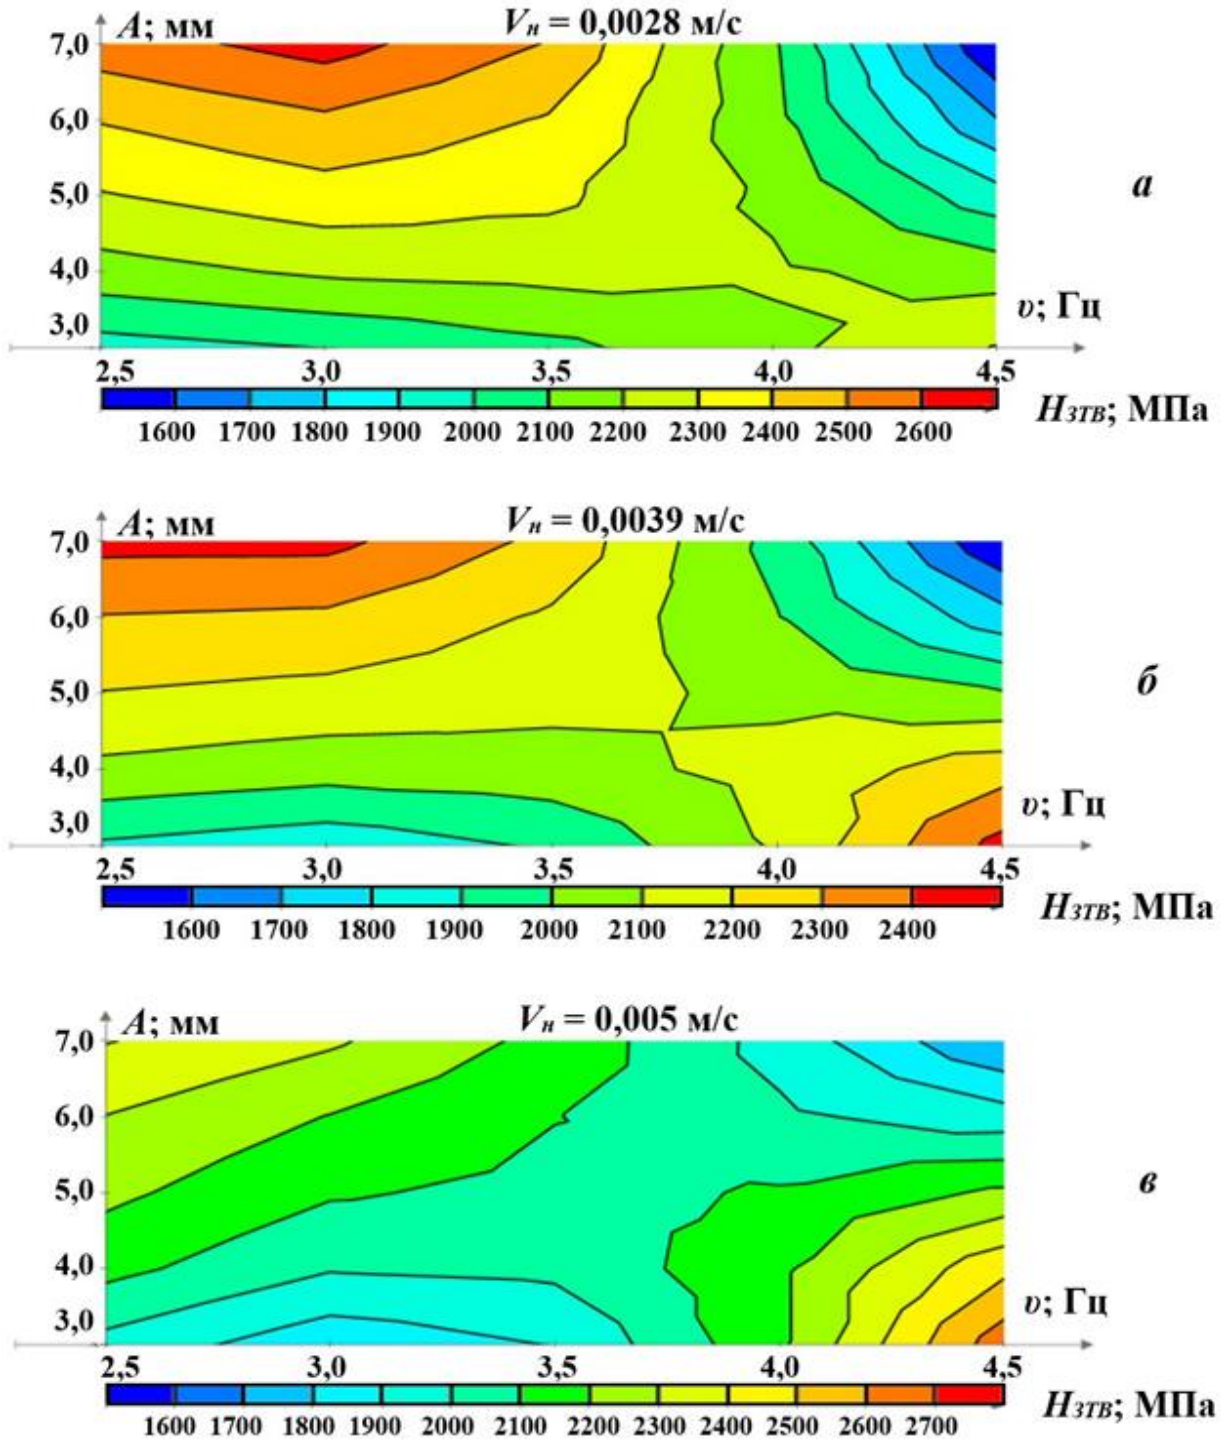 A; мм
Vн = 0,0028 м/с
7,0
6,0
5,0
4,0
3,0
а
υ; Гц
2,5 3,0 3,5 4,0 4,5
1600 1700 1800 1900 2000 2100 2200 2300 2400 2500 2600
HЗТВ; МПа
A; мм
Vн = 0,0039 м/с
7,0
6,0
5,0
4,0
3,0
б
υ; Гц
2,5 3,0 3,5 4,0 4,5
1600 1700 1800 1900 2000 2100 2200 2300 2400
HЗТВ; МПа
A; мм
Vн = 0,005 м/с
7,0
6,0
5,0
4,0
3,0
в
υ; Гц
2,5 3,0 3,5 4,0 4,5
1600 1700 1800 1900 2000 2100 2200 2300 2400 2500 2600 2700
HЗТВ; МПа